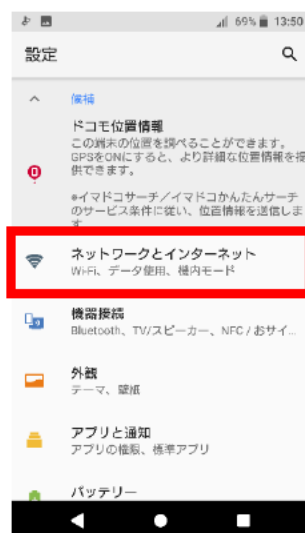 69% 13:50
設定
候補
ドコモ位置情報
この端末の位置を調べることができます。
GPSをONにすると、より詳細な位置情報を提
供できます。
※イマドコサーチ／イマドコかんたんサーチ
のサービス条件に従い、位置情報を送信しま
す
ネットワークとインターネット
Wi-Fi、データ使用、機内モード
機器接続
Bluetooth、TV/スピーカー、NFC / おサイ...
外観
テーマ、壁紙
アプリと通知
アプリの権限、標準アプリ
バッテリー